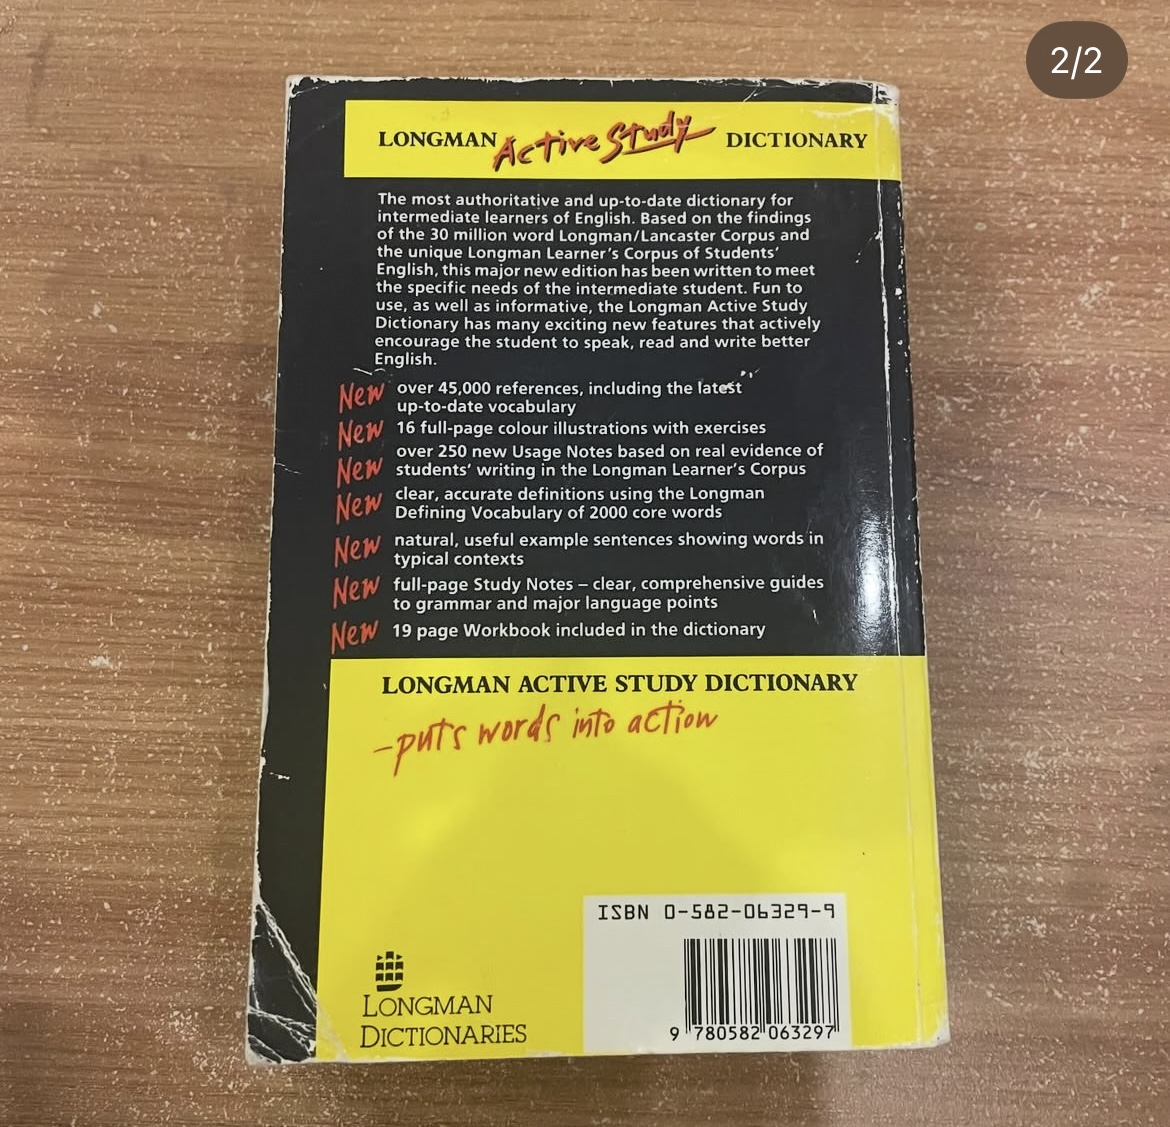 2/2
LONGMAN Active Study DICTIONARY
The most authoritative and up-to-date dictionary for
intermediate learners of English. Based on the findings
of the 30 million word Longman/Lancaster Corpus and
the unique Longman Learner's Corpus of Students'
English, this major new edition has been written to meet
the specific needs of the intermediate student. Fun to
use, as well as informative, the Longman Active Study
Dictionary has many exciting new features that actively
encourage the student to speak, read and write better
English.
New over 45,000 references, including the latest
up-to-date vocabulary
New 16 full-page colour illustrations with exercises
New over 250 new Usage Notes based on real evidence of
students' writing in the Longman Learner's Corpus
New clear, accurate definitions using the Longman
Defining Vocabulary of 2000 core words
New natural, useful example sentences showing words in
typical contexts
New full-page Study Notes – clear, comprehensive guides
to grammar and major language points
New 19 page Workbook included in the dictionary
LONGMAN ACTIVE STUDY DICTIONARY
–puts words into action
ISBN 0-582-06329-9
9 780582 063297
LONGMAN
DICTIONARIES